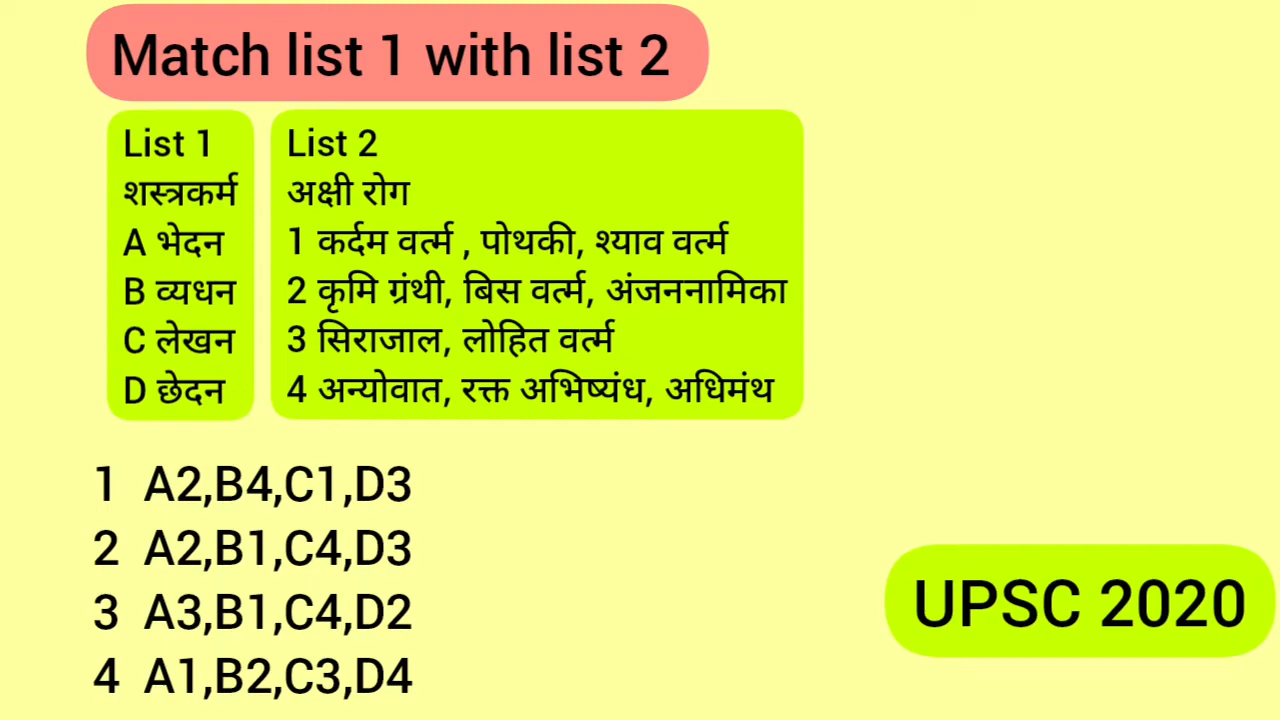 Match list 1 with list 2
List 1
शस्त्रकर्म
A भेदन
B व्यधन
C लेखन
D छेदन
List 2
अक्षी रोग
1 कर्दम वर्त्म , पोथकी, श्याव वर्त्म
2 कृमि ग्रंथी, बिस वर्त्म, अंजननामिका
3 सिराजाल, लोहित वर्त्म
4 अन्योवात, रक्त अभिष्यंध, अधिमंथ
1 A2,B4,C1,D3
2 A2,B1,C4,D3
3 A3,B1,C4,D2
4 A1,B2,C3,D4
UPSC 2020